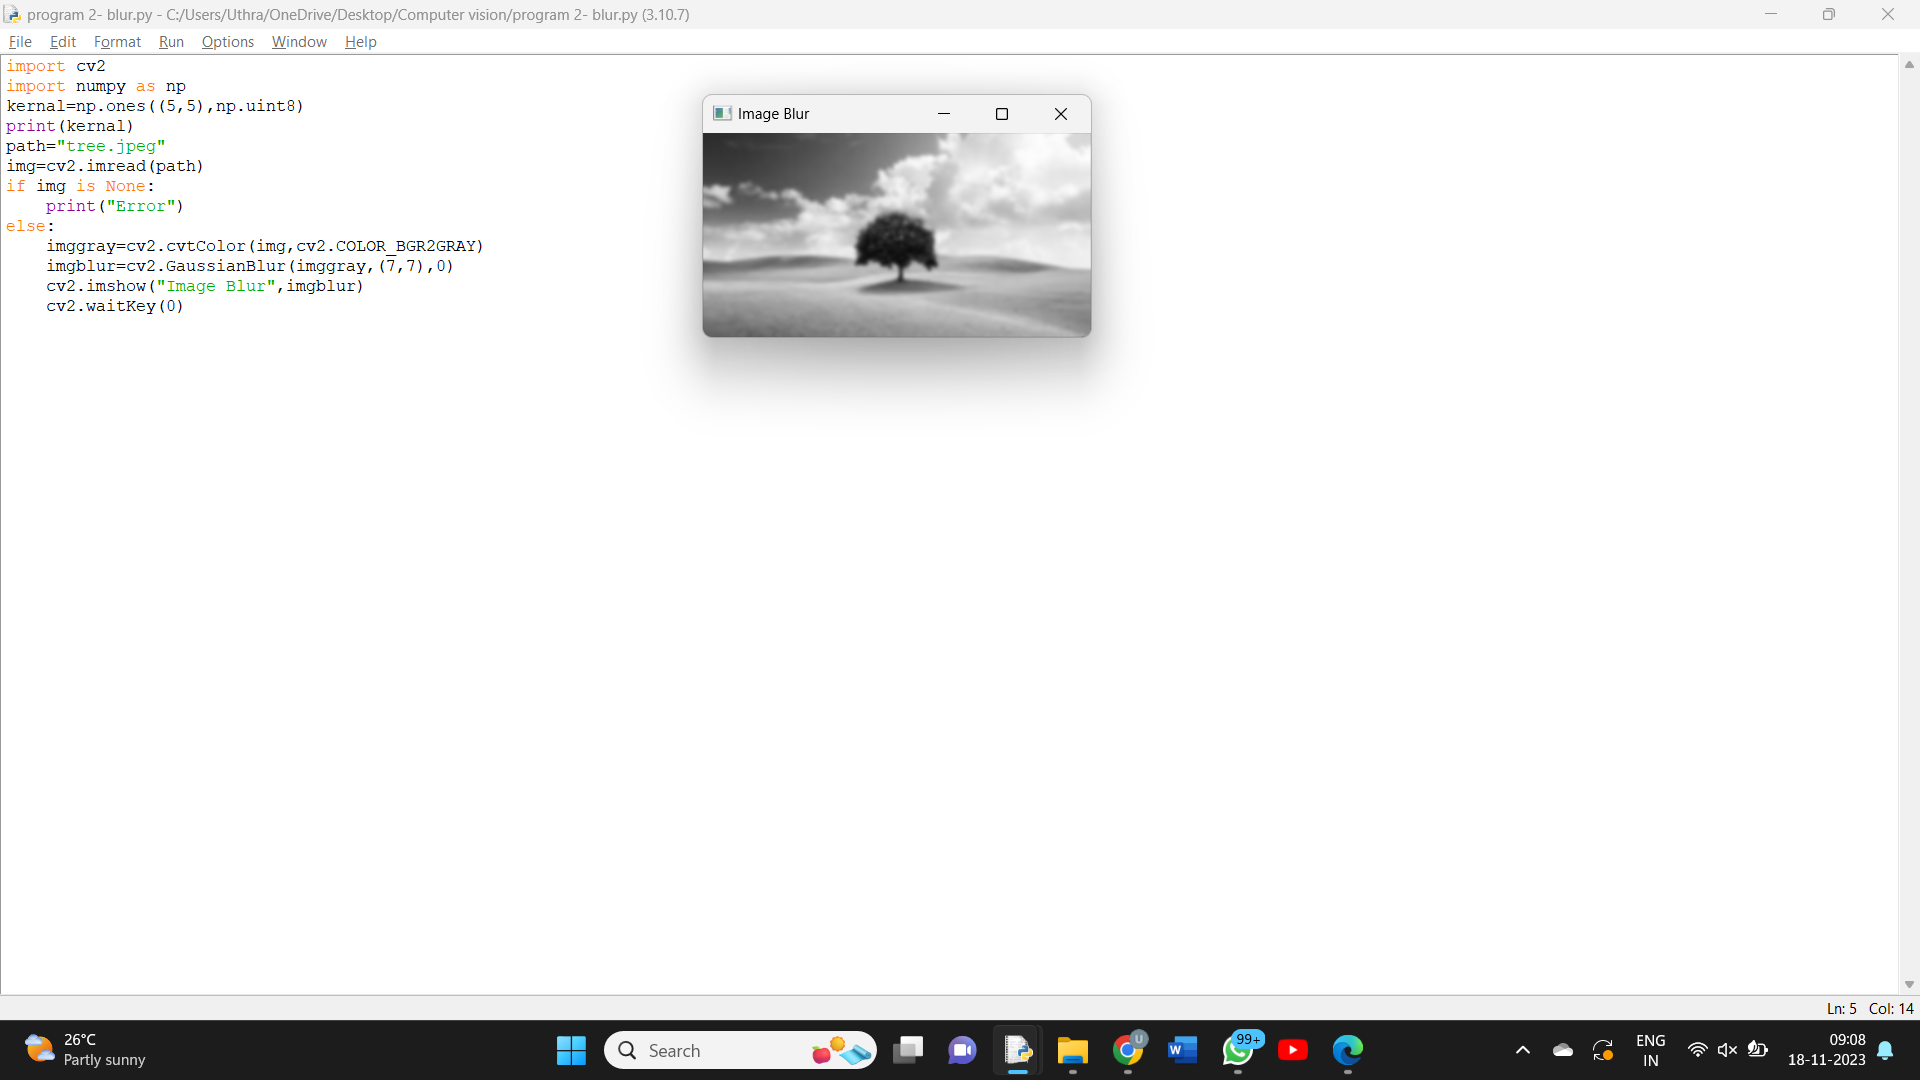 program 2- blur.py - C:/Users/Uthra/OneDrive/Desktop/Computer vision/program 2- blur.py (3.10.7)
File Edit Format Run Options Window Help
import cv2
import numpy as np
kernal=np.ones((5,5),np.uint8)
print(kernal)
path="tree.jpeg"
img=cv2.imread(path)
if img is None:
    print("Error")
else:
    imggray=cv2.cvtColor(img,cv2.COLOR_BGR2GRAY)
    imgblur=cv2.GaussianBlur(imggray,(7,7),0)
    cv2.imshow("Image Blur",imgblur)
    cv2.waitKey(0)
Image Blur
Ln: 5 Col: 14
26°C
Partly sunny
Search
U
W
99+
ENG
IN
09:08
18-11-2023